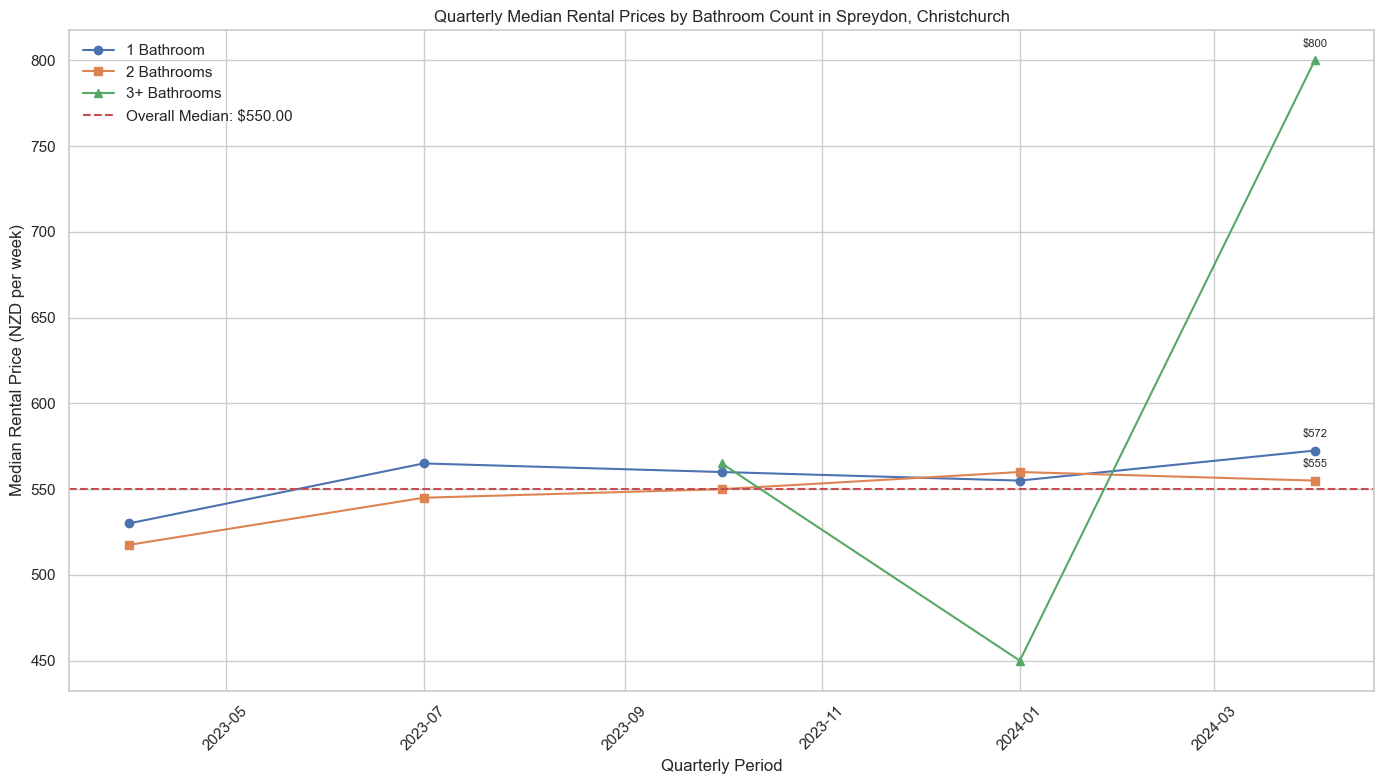 Quarterly Median Rental Prices by Bathroom Count in Spreydon, Christchurch
1 Bathroom
2 Bathrooms
3+ Bathrooms
Overall Median: $550.00
$800
$572
$555
Median Rental Price (NZD per week)
800
750
700
650
600
550
500
450
2023-05
2023-07
2023-09
2023-11
2024-01
2024-03
Quarterly Period